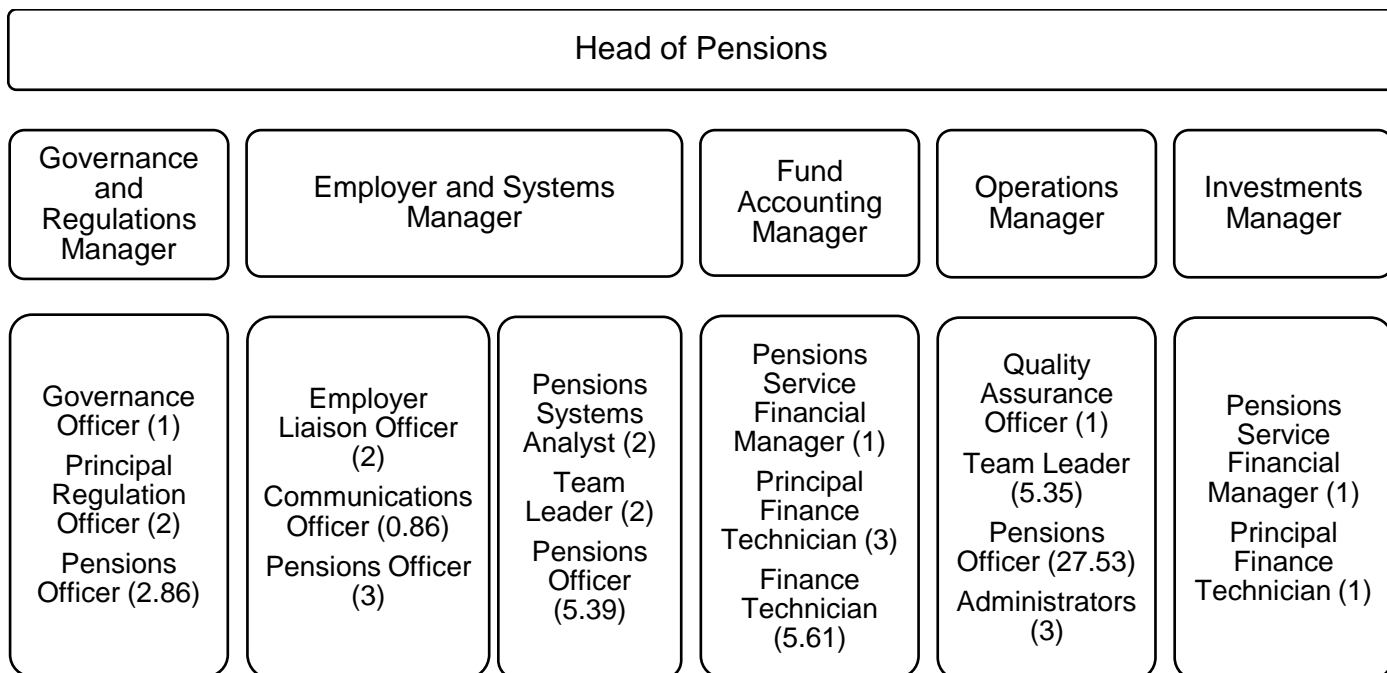 Head of Pensions
Governance
and
Regulations
Manager
Employer and Systems
Manager
Fund
Accounting
Manager
Operations
Manager
Investments
Manager
Governance
Officer (1)
Principal
Regulation
Officer (2)
Pensions
Officer (2.86)
Employer
Liaison Officer
(2)
Communications
Officer (0.86)
Pensions Officer
(3)
Pensions
Systems
Analyst (2)
Team
Leader (2)
Pensions
Officer
(5.39)
Pensions
Service
Financial
Manager (1)
Principal
Finance
Technician (3)
Finance
Technician
(5.61)
Quality
Assurance
Officer (1)
Team Leader
(5.35)
Pensions
Officer (27.53)
Administrators
(3)
Pensions
Service
Financial
Manager (1)
Principal
Finance
Technician (1)